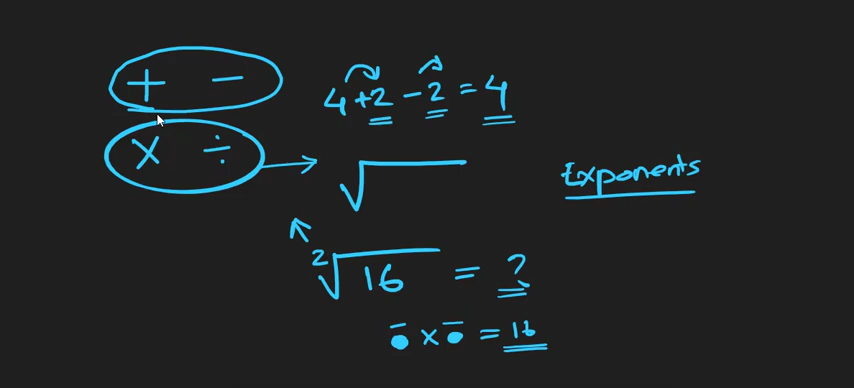 + -
4 + 2 - 2 = 4
× ÷
√
Exponents
²√16 = ?
_ × _ = 16